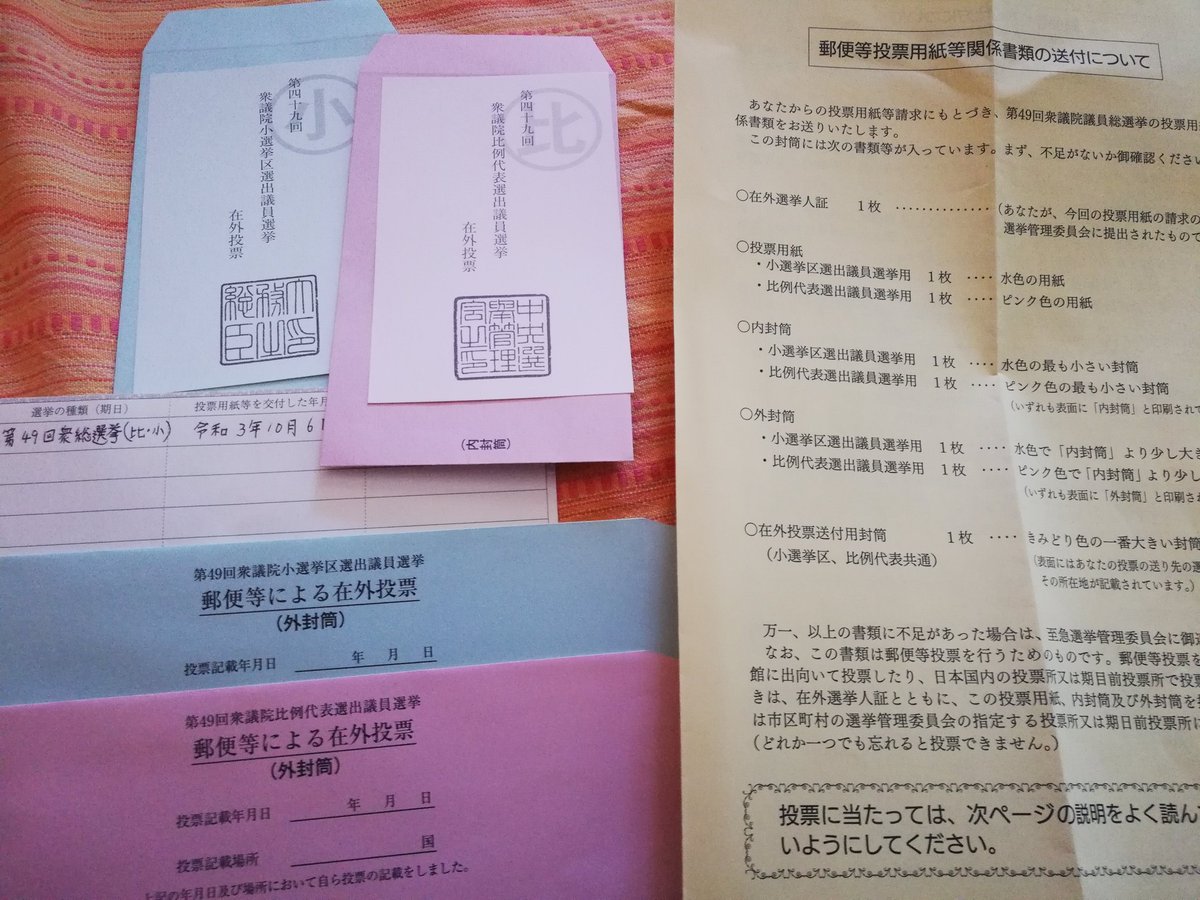 小
第四十九回
衆議院小選挙区選出議員選挙
在外投票
総務大臣之印
比
第四十九回
衆議院比例代表選出議員選挙
在外投票
中央選挙管理会之印
(内封筒)
選挙の種類(期日)
投票用紙等を交付した年月
第49回衆総選挙(比・小)
令和3年10月6日
第49回衆議院小選挙区選出議員選挙
郵便等による在外投票
(外封筒)
投票記載年月日 年 月 日
第49回衆議院比例代表選出議員選挙
郵便等による在外投票
(外封筒)
投票記載年月日 年 月 日
投票記載場所 国
上記の年月日及び場所において自ら投票の記載をしました。
郵便等投票用紙等関係書類の送付について
あなたからの投票用紙等請求にもとづき、第49回衆議院議員総選挙の投票用
係書類をお送りいたします。
この封筒には次の書類等が入っています。まず、不足がないか御確認くださ
○在外選挙人証 1枚 ‥‥‥‥‥‥‥(あなたが、今回の投票用紙の請求の
選挙管理委員会に提出されたもので
○投票用紙
・小選挙区選出議員選挙用 1枚 ‥‥ 水色の用紙
・比例代表選出議員選挙用 1枚 ‥‥ ピンク色の用紙
○内封筒
・小選挙区選出議員選挙用 1枚 ‥‥ 水色の最も小さい封筒
・比例代表選出議員選挙用 1枚 ‥‥ ピンク色の最も小さい封筒
(いずれも表面に「内封筒」と印刷されて
○外封筒
・小選挙区選出議員選挙用 1枚 ‥‥ 水色で「内封筒」より少し大き
・比例代表選出議員選挙用 1枚 ‥‥ ピンク色で「内封筒」より少し
(いずれも表面に「外封筒」と印刷され
○在外投票送付用封筒 1枚 ‥‥ きみどり色の一番大きい封筒
(小選挙区、比例代表共通)
(表面にはあなたの投票の送り先の選
その所在地が記載されています。)
万一、以上の書類に不足があった場合は、至急選挙管理委員会に御連
なお、この書類は郵便等投票を行うためのものです。郵便等投票を
館に出向いて投票したり、日本国内の投票所又は期日前投票所で投票
きは、在外選挙人証とともに、この投票用紙、内封筒及び外封筒を
は市区町村の選挙管理委員会の指定する投票所又は期日前投票所に
(どれか一つでも忘れると投票できません。)
投票に当たっては、次ページの説明をよく読んで
いようにしてください。